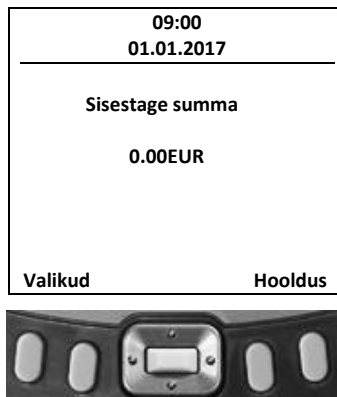 09:00
01.01.2017
Sisestage summa
0.00EUR
Valikud Hooldus